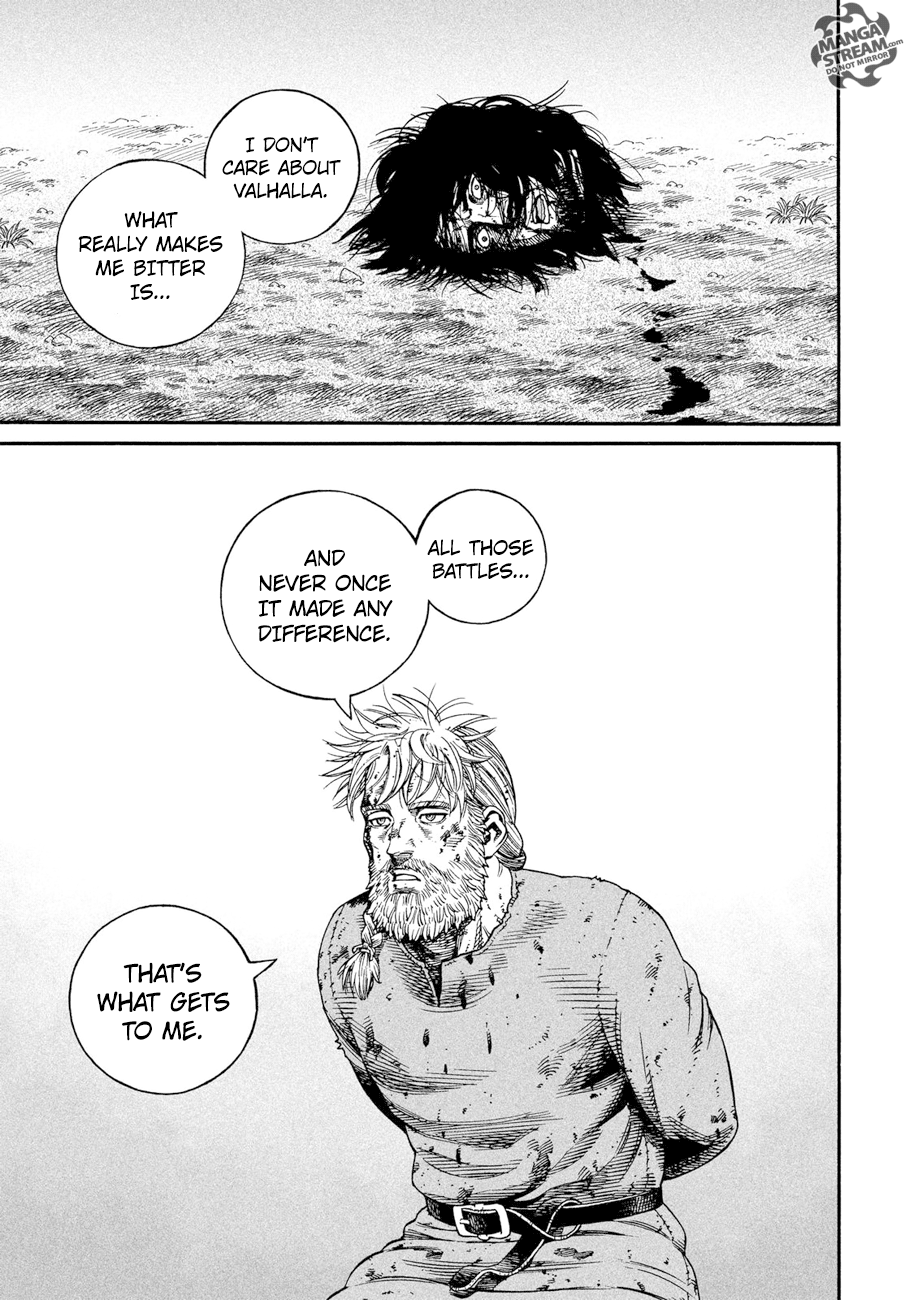 MANGA
STREAM.com
DO NOT MIRROR
I DON'T
CARE ABOUT
VALHALLA.
WHAT
REALLY MAKES
ME BITTER
IS...
ALL THOSE
BATTLES...
AND
NEVER ONCE
IT MADE ANY
DIFFERENCE.
THAT'S
WHAT GETS
TO ME.